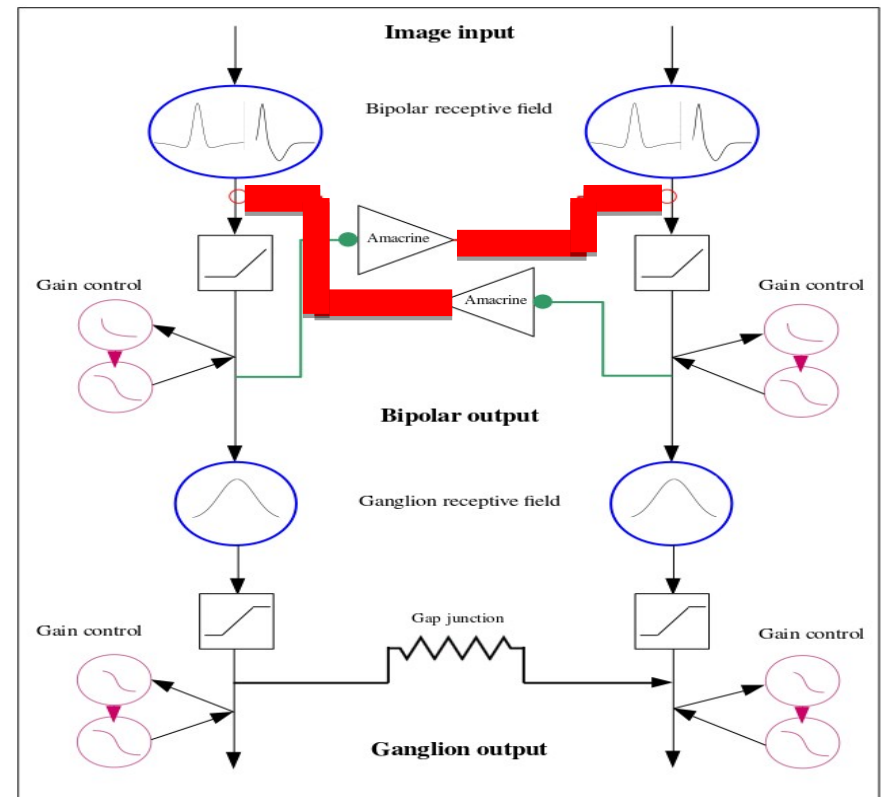 Image input
Bipolar receptive field
Amacrine
Gain control
Amacrine
Gain control
Bipolar output
Ganglion receptive field
Gap junction
Gain control
Gain control
Ganglion output